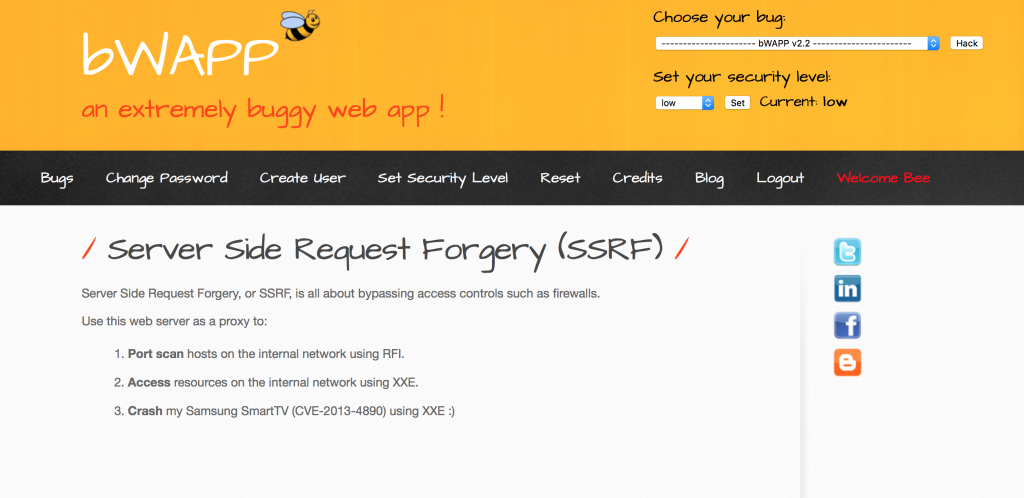 bWAPP
an extremely buggy web app !
Choose your bug:
---------------------- bWAPP v2.2 ----------------------- Hack
Set your security level:
low Set Current: low
Bugs Change Password Create User Set Security Level Reset Credits Blog Logout Welcome Bee
/ Server Side Request Forgery (SSRF) /
Server Side Request Forgery, or SSRF, is all about bypassing access controls such as firewalls.
Use this web server as a proxy to:
1. Port scan hosts on the internal network using RFI.
2. Access resources on the internal network using XXE.
3. Crash my Samsung SmartTV (CVE-2013-4890) using XXE :)